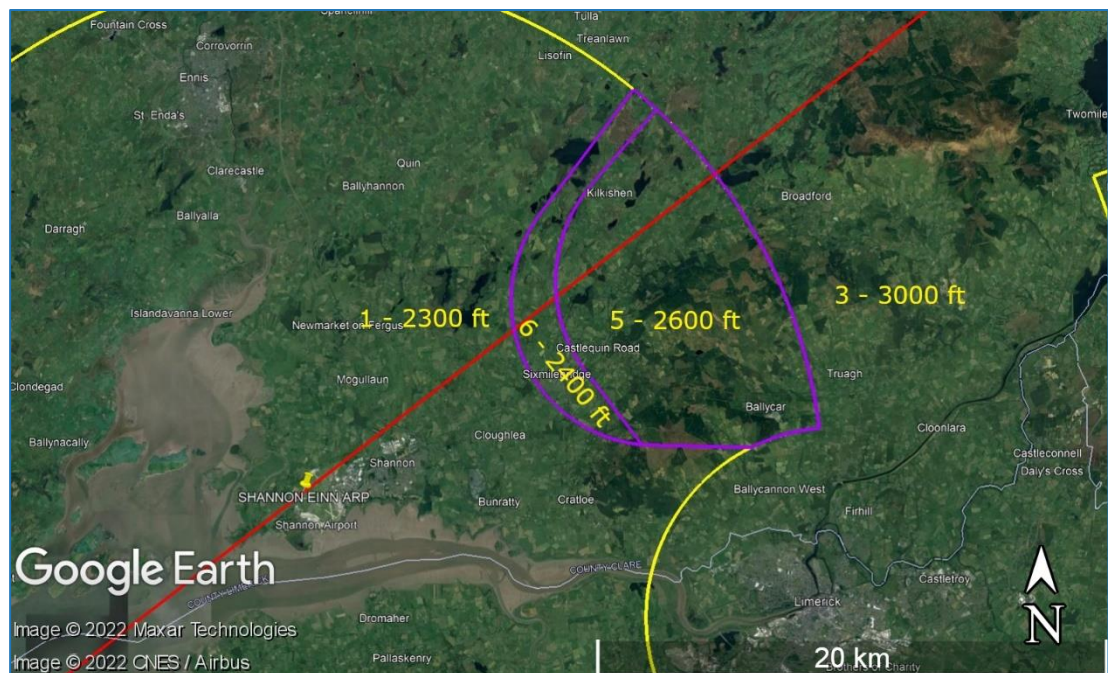 Fountain Cross
Tulla
Treanlawn
Corrovorrin
Lisofin
Ennis
St. Enda's
Twomile
Quin
Clarecastle
Ballyhannon
Kilkishen
Broadford
Ballyalla
Darragh
3 - 3000 ft
Islandavanna Lower
1 - 2300 ft
5 - 2600 ft
Newmarket on Fergus
6 - 2400 ft
Castlequin Road
Sixmilebridge
Truagh
Mogullaun
Clondegad
Ballycar
Cloonlara
Ballynacally
Cloughlea
Castleconnell
Shannon
Daly's Cross
SHANNON EINN ARP
Bunratty
Cratloe
Ballycannon West
Firhill
Shannon Airport
Google Earth
COUNTY CLARE
Castletroy
Limerick
Dromaher
N
Image © 2022 Maxar Technologies
Pallaskenry
20 km
Image © 2022 CNES / Airbus